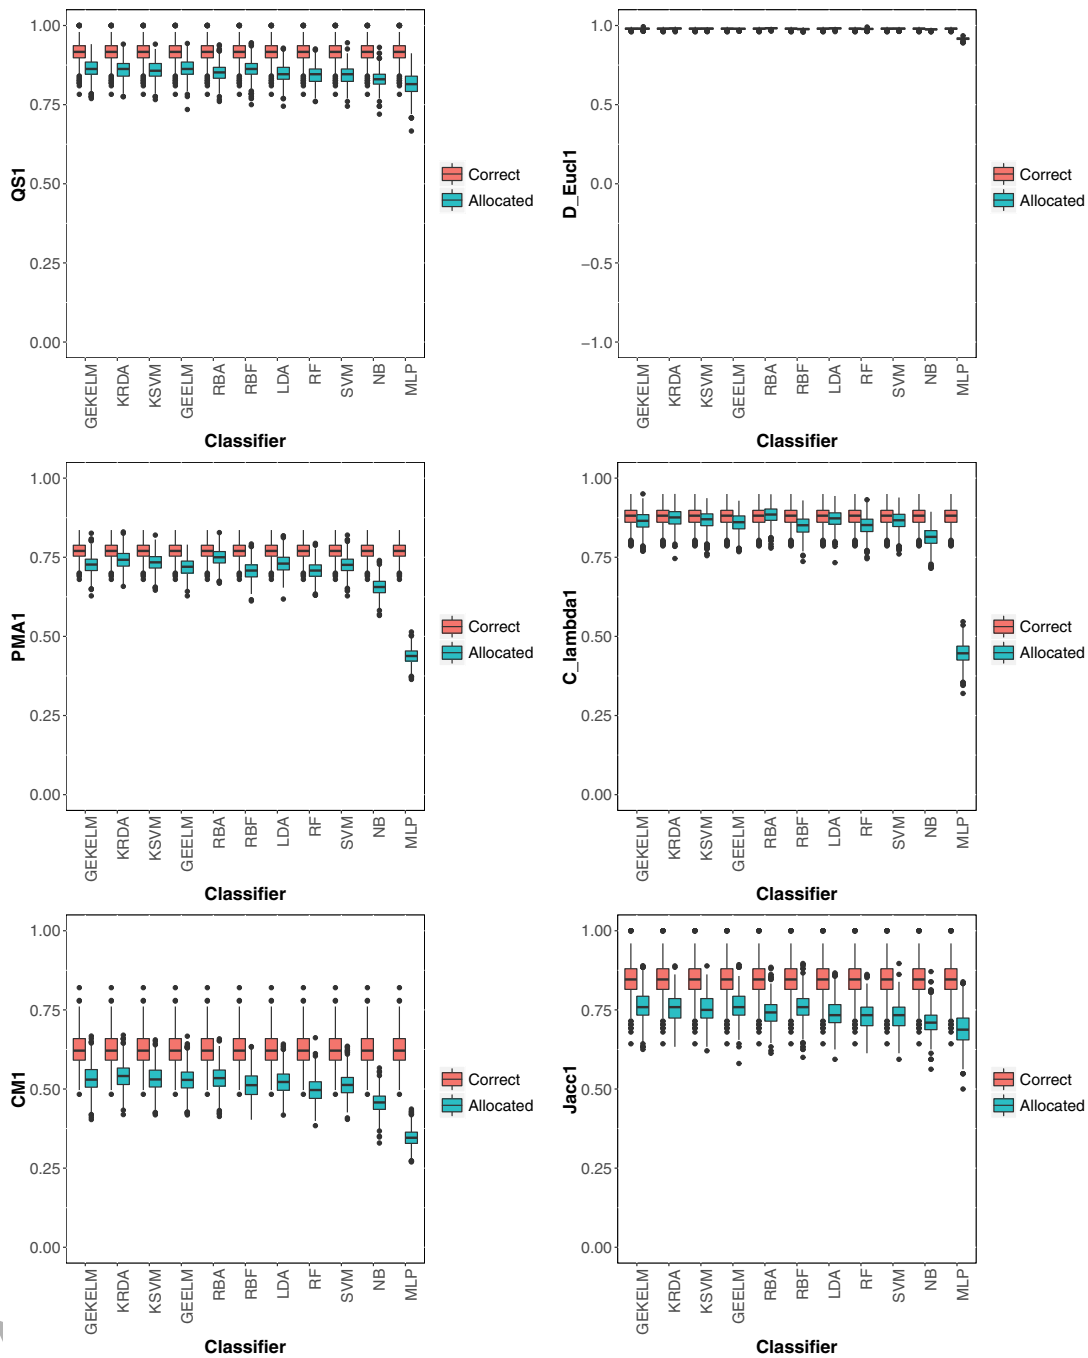 QS1
1.00
0.75
0.50
0.25
0.00
GEKELM
KRDA
KSVM
GEELM
RBA
RBF
LDA
RF
SVM
NB
MLP
Classifier
Correct
Allocated
D_Eucl1
1.0
0.5
0.0
−0.5
−1.0
GEKELM
KRDA
KSVM
GEELM
RBA
RBF
LDA
RF
SVM
NB
MLP
Classifier
Correct
Allocated
PMA1
1.00
0.75
0.50
0.25
0.00
GEKELM
KRDA
KSVM
GEELM
RBA
RBF
LDA
RF
SVM
NB
MLP
Classifier
Correct
Allocated
C_lambda1
1.00
0.75
0.50
0.25
0.00
GEKELM
KRDA
KSVM
GEELM
RBA
RBF
LDA
RF
SVM
NB
MLP
Classifier
Correct
Allocated
CM1
1.00
0.75
0.50
0.25
0.00
GEKELM
KRDA
KSVM
GEELM
RBA
RBF
LDA
RF
SVM
NB
MLP
Classifier
Correct
Allocated
Jacc1
1.00
0.75
0.50
0.25
0.00
GEKELM
KRDA
KSVM
GEELM
RBA
RBF
LDA
RF
SVM
NB
MLP
Classifier
Correct
Allocated